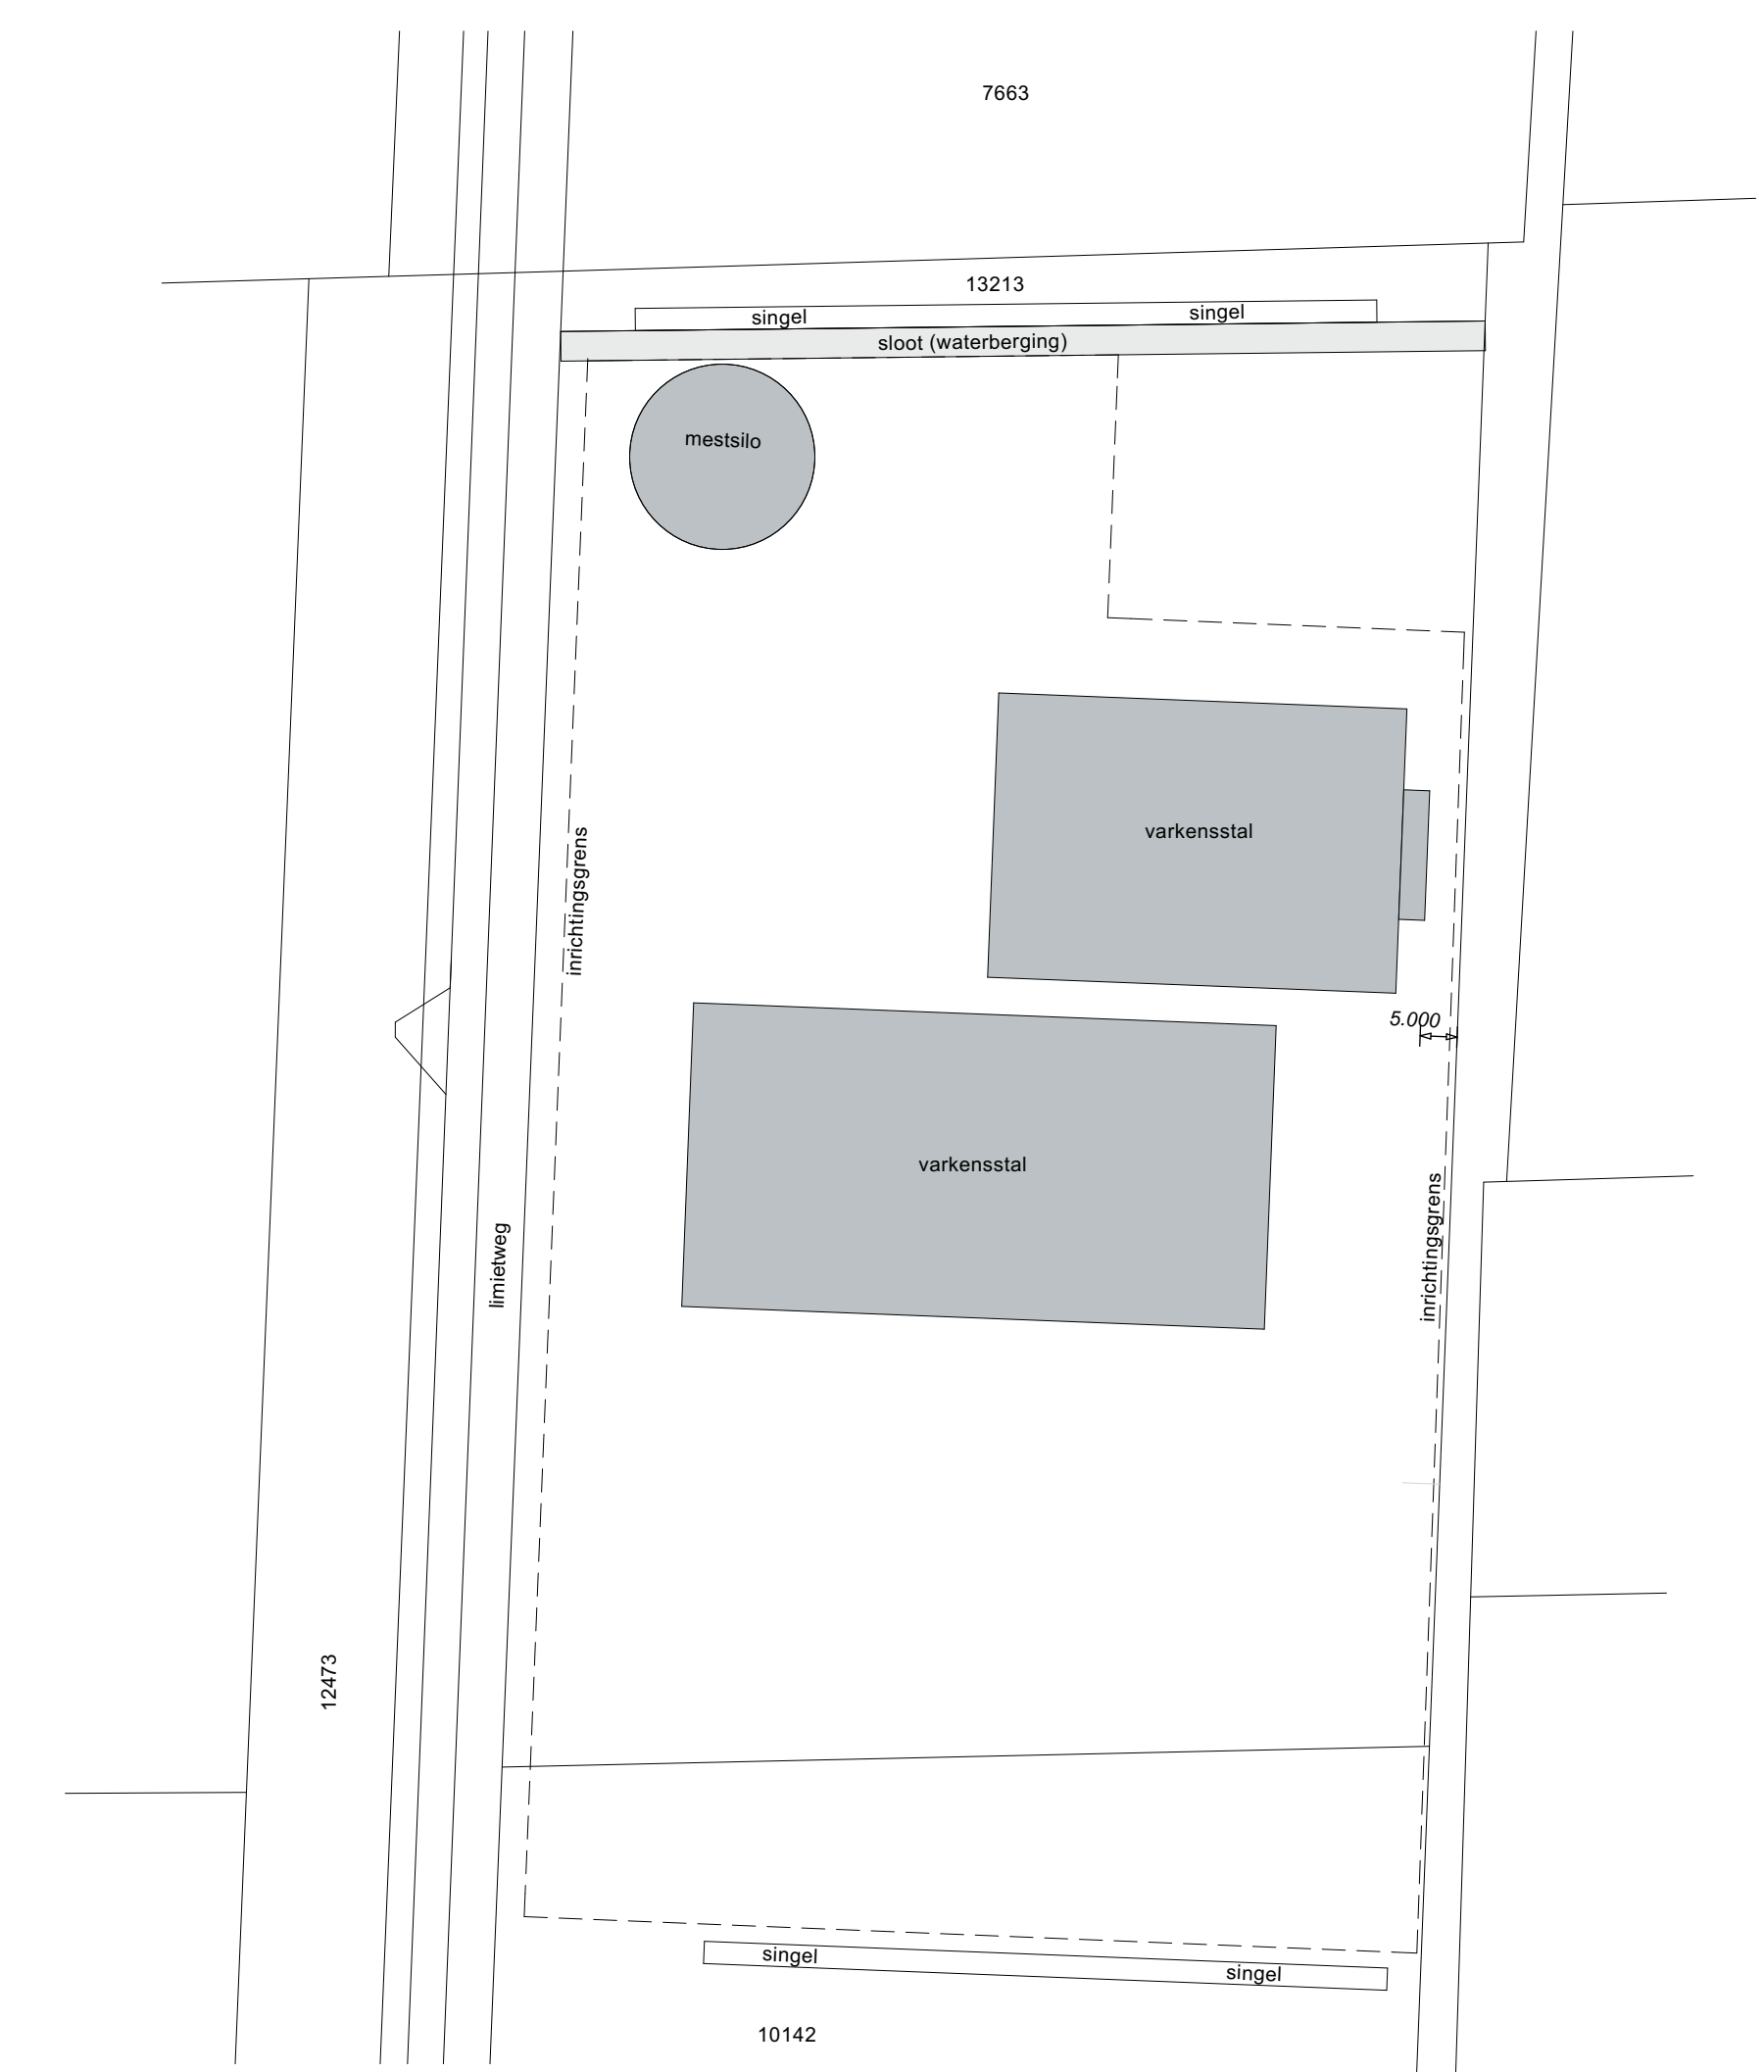 7663
13213
singel
singel
sloot (waterberging)
mestsilo
varkensstal
inrichtingsgrens
5.000
varkensstal
limietweg
inrichtingsgrens
12473
singel
singel
10142